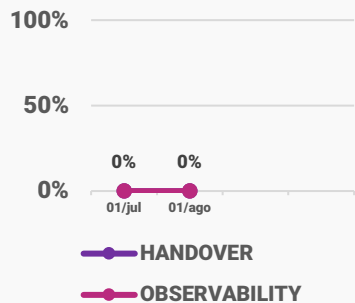 100%
50%
0% 0%
0%
01/jul 01/ago
HANDOVER
OBSERVABILITY